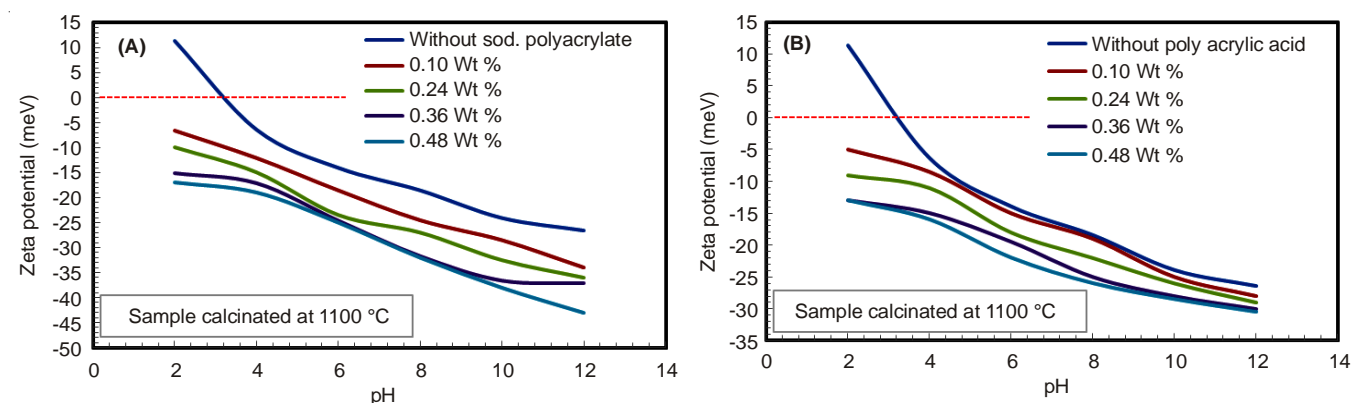 (A)
Without sod. polyacrylate
0.10 Wt %
0.24 Wt %
0.36 Wt %
0.48 Wt %
Sample calcinated at 1100 °C
Zeta potential (meV)
15
10
5
0
-5
-10
-15
-20
-25
-30
-35
-40
-45
-50
0 2 4 6 8 10 12 14
pH
(B)
Without poly acrylic acid
0.10 Wt %
0.24 Wt %
0.36 Wt %
0.48 Wt %
Sample calcinated at 1100 °C
Zeta potential (meV)
15
10
5
0
-5
-10
-15
-20
-25
-30
-35
0 2 4 6 8 10 12 14
pH